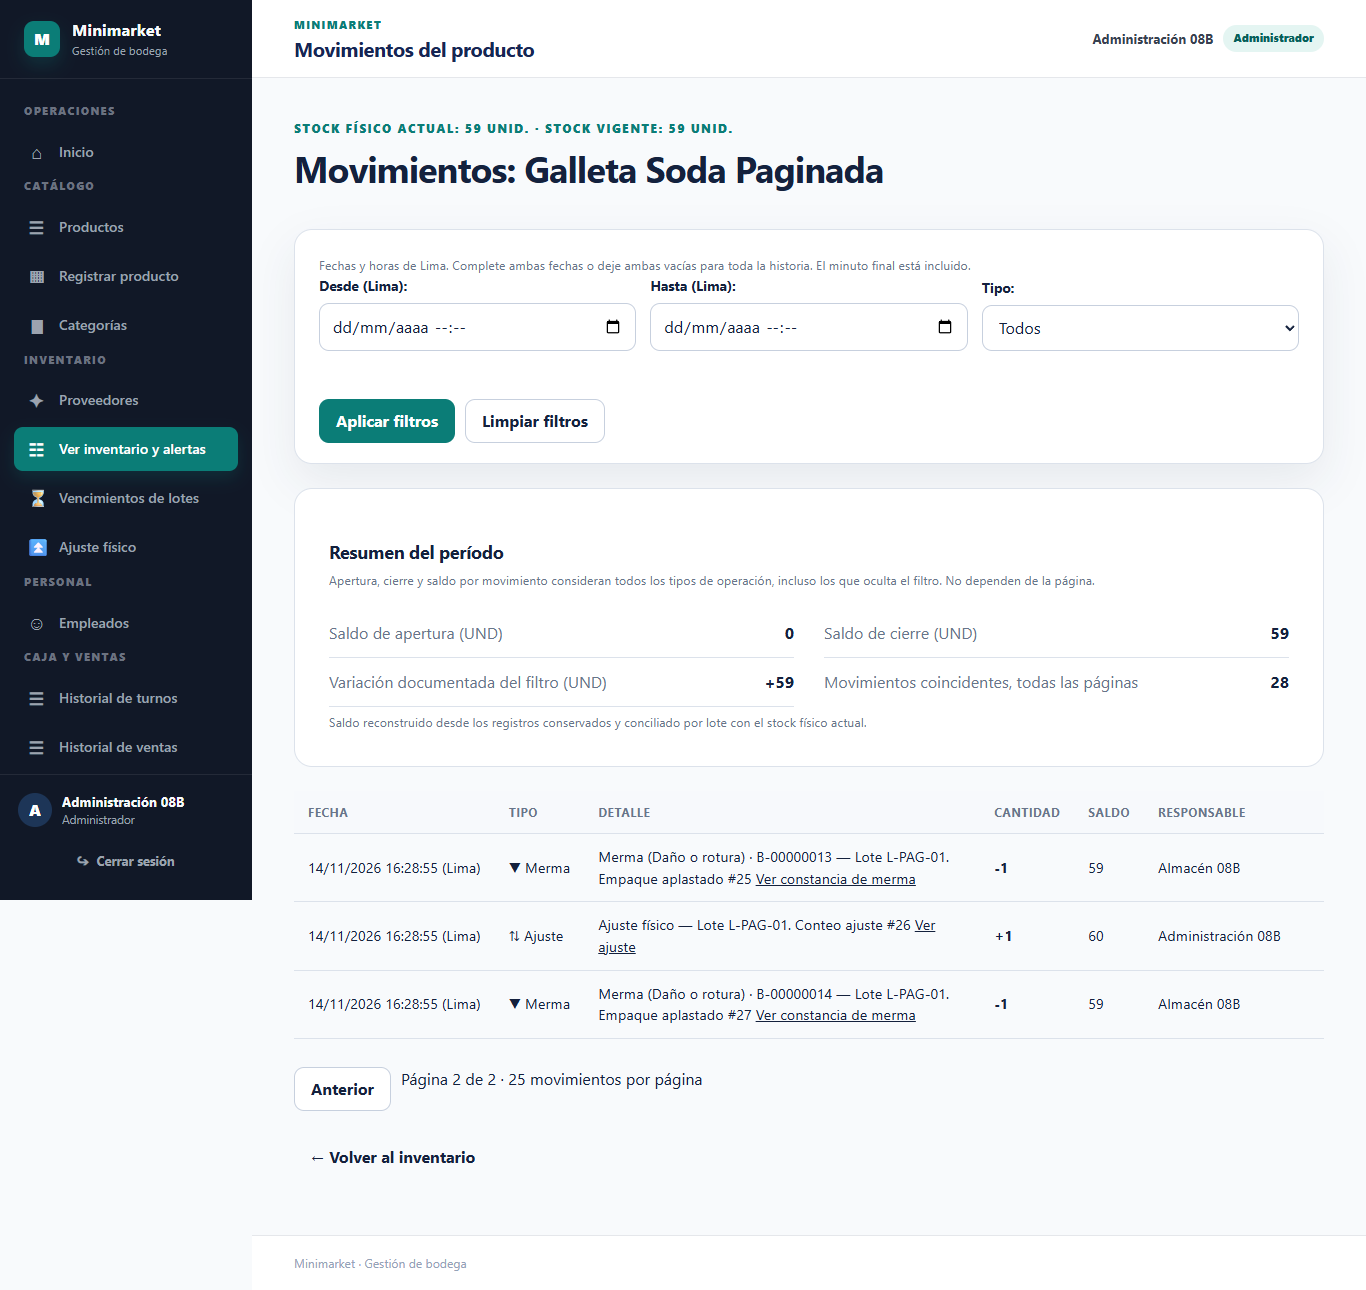 M
Minimarket
Gestión de bodega
OPERACIONES
Inicio
CATÁLOGO
Productos
Registrar producto
Categorías
INVENTARIO
Proveedores
Ver inventario y alertas
Vencimientos de lotes
Ajuste físico
PERSONAL
Empleados
CAJA Y VENTAS
Historial de turnos
Historial de ventas
A
Administración 08B
Administrador
Cerrar sesión
MINIMARKET
Movimientos del producto
Administración 08B Administrador
STOCK FÍSICO ACTUAL: 59 UNID. · STOCK VIGENTE: 59 UNID.
Movimientos: Galleta Soda Paginada
Fechas y horas de Lima. Complete ambas fechas o deje ambas vacías para toda la historia. El minuto final está incluido.
Desde (Lima): Hasta (Lima): Tipo:
dd/mm/aaaa --:-- dd/mm/aaaa --:-- Todos
Aplicar filtros Limpiar filtros
Resumen del período
Apertura, cierre y saldo por movimiento consideran todos los tipos de operación, incluso los que oculta el filtro. No dependen de la página.
Saldo de apertura (UND) 0 Saldo de cierre (UND) 59
Variación documentada del filtro (UND) +59 Movimientos coincidentes, todas las páginas 28
Saldo reconstruido desde los registros conservados y conciliado por lote con el stock físico actual.
FECHA TIPO DETALLE CANTIDAD SALDO RESPONSABLE
14/11/2026 16:28:55 (Lima) ▼ Merma Merma (Daño o rotura) · B-00000013 — Lote L-PAG-01. -1 59 Almacén 08B
Empaque aplastado #25 Ver constancia de merma
14/11/2026 16:28:55 (Lima) ⇅ Ajuste Ajuste físico — Lote L-PAG-01. Conteo ajuste #26 Ver +1 60 Administración 08B
ajuste
14/11/2026 16:28:55 (Lima) ▼ Merma Merma (Daño o rotura) · B-00000014 — Lote L-PAG-01. -1 59 Almacén 08B
Empaque aplastado #27 Ver constancia de merma
Anterior Página 2 de 2 · 25 movimientos por página
← Volver al inventario
Minimarket · Gestión de bodega